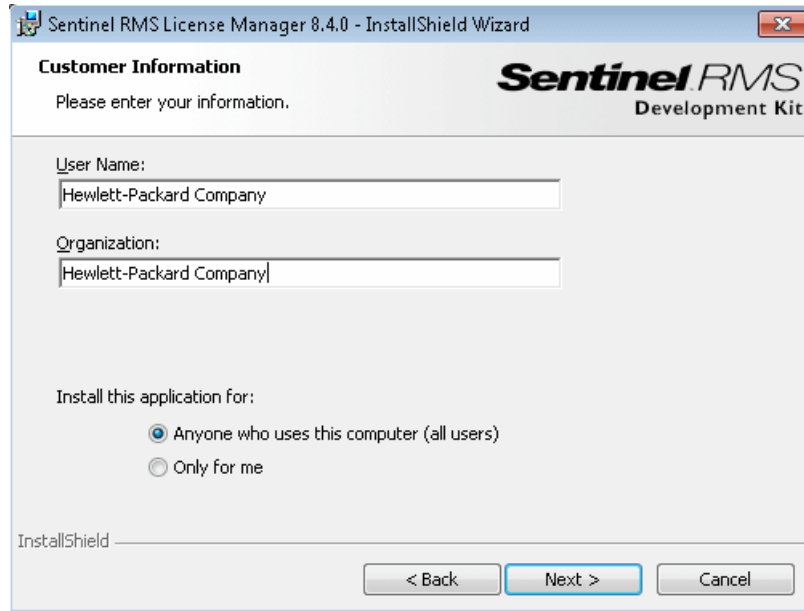 Sentinel RMS License Manager 8.4.0 - InstallShield Wizard
Customer Information
Please enter your information.
Sentinel RMS
Development Kit
User Name:
Hewlett-Packard Company
Organization:
Hewlett-Packard Company
Install this application for:
Anyone who uses this computer (all users)
Only for me
InstallShield
< Back
Next >
Cancel